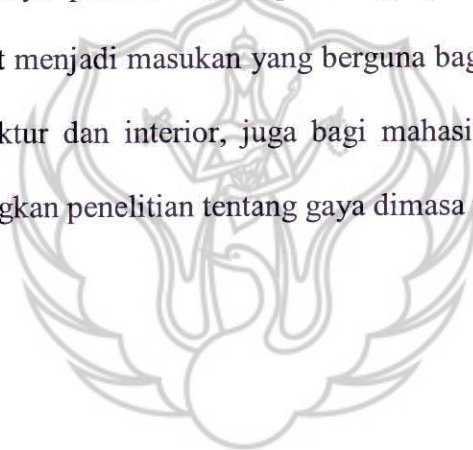 t menjadi masukan yang berguna bag
ktur dan interior, juga bagi mahasi
gkan penelitian tentang gaya dimasa